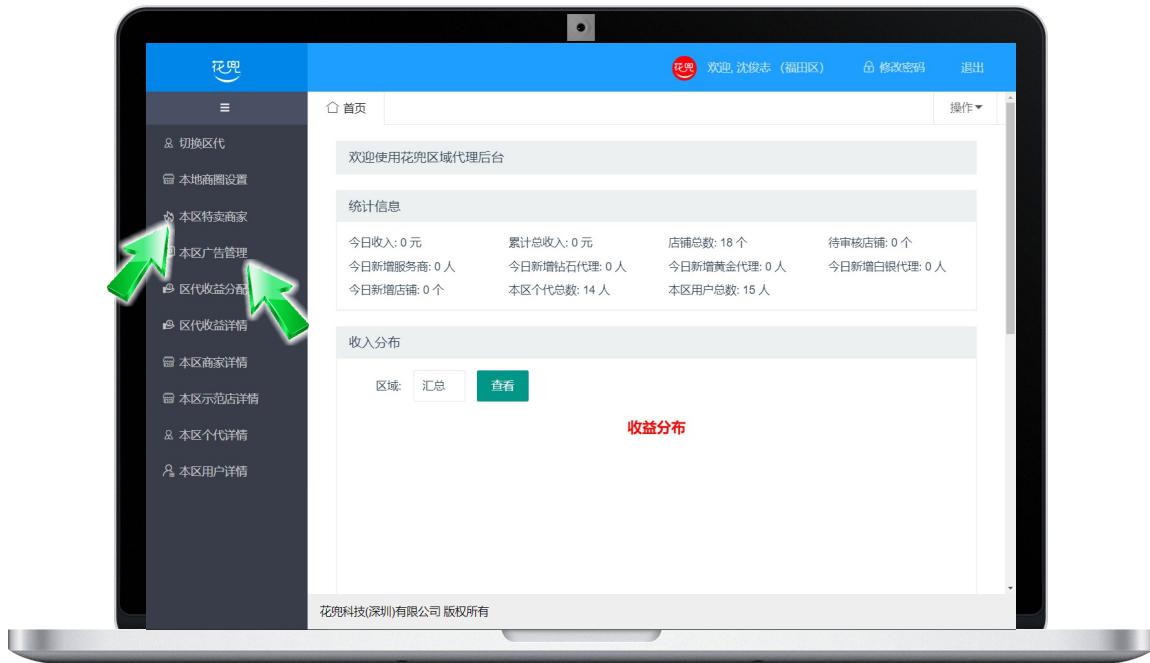 花兜
花兜
欢迎, 沈俊志 （福田区）
修改密码
退出
首页
操作
切换区代
本地商圈设置
本区特卖商家
本区广告管理
区代收益分配
区代收益详情
本区商家详情
本区示范店详情
本区个代详情
本区用户详情
欢迎使用花兜区域代理后台
统计信息
今日收入: 0 元 累计总收入: 0 元 店铺总数: 18 个 待审核店铺: 0 个
今日新增服务商: 0 人 今日新增钻石代理: 0 人 今日新增黄金代理: 0 人 今日新增白银代理: 0 人
今日新增店铺: 0 个 本区个代总数: 14 人 本区用户总数: 15 人
收入分布
区域: 汇总 查看
收益分布
花兜科技(深圳)有限公司 版权所有